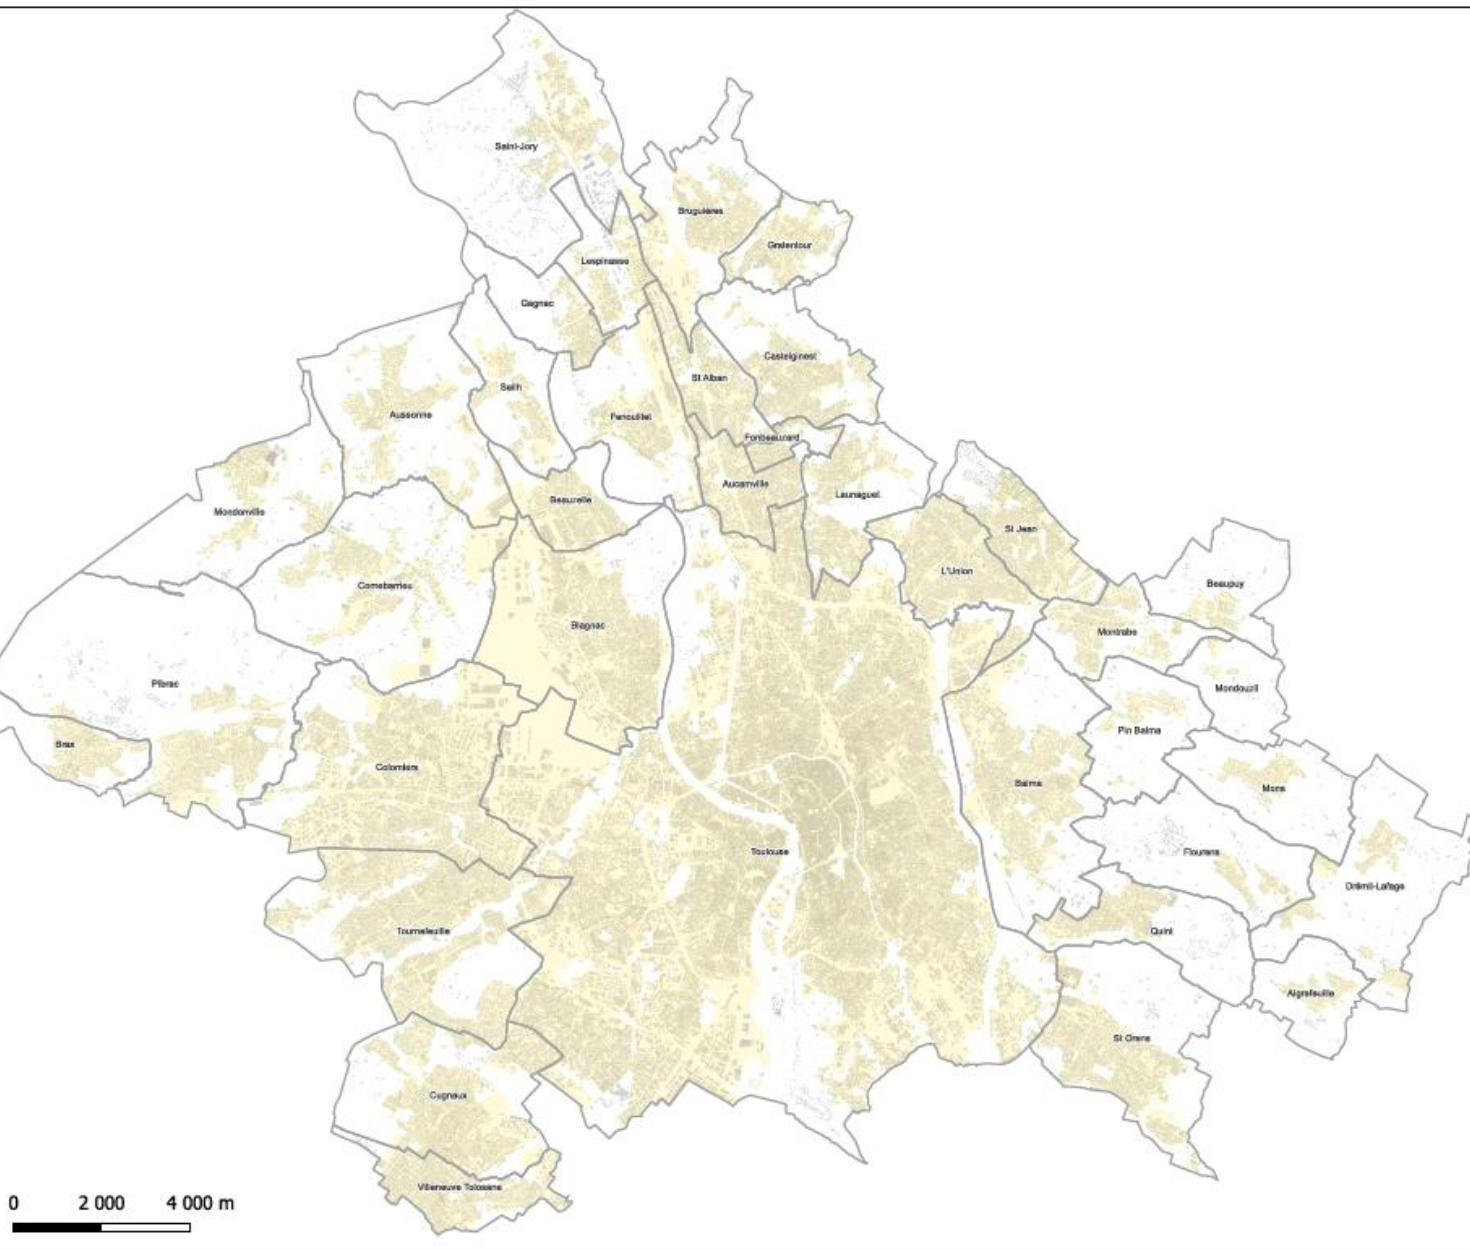 Saint-Jory
Bruguières
Gratentour
Lespinasse
Gagnac
Castelginest
St Alban
Seilh
Aussonne
Fenouillet
Fonbeauzard
Aucamville
Launaguet
Beauzelle
Mondonville
St Jean
L'Union
Beaupuy
Cornebarrieu
Blagnac
Montrabe
Pibrac
Mondouzil
Pin Balma
Brax
Colomiers
Balma
Mons
Toulouse
Flourens
Drémil-Lafage
Tournefeuille
Quint
Aigrefeuille
St Orens
Cugnaux
Villeneuve Tolosane
0 2 000 4 000 m